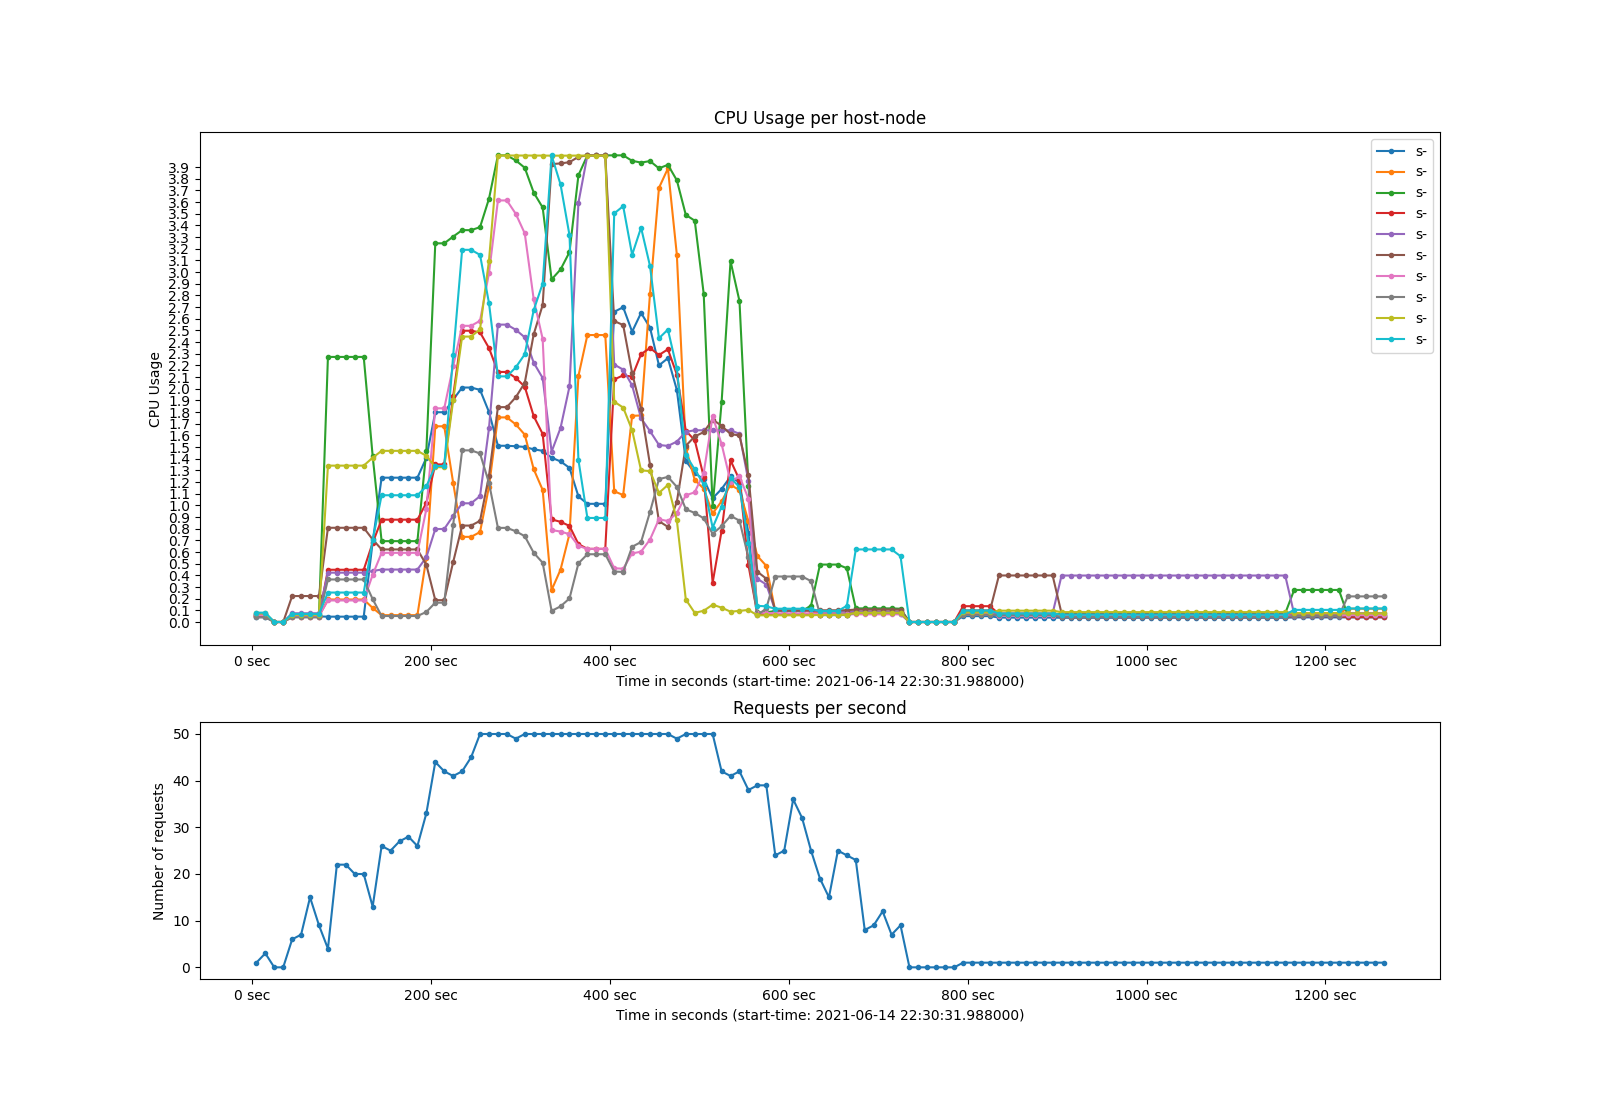 CPU Usage per host-node
3.9
3.8
3.7
3.6
3.5
3.4
3.3
3.2
3.1
3.0
2.9
2.8
2.7
2.6
2.5
2.4
2.3
2.2
2.1
2.0
1.9
1.8
1.7
1.6
1.5
1.4
1.3
1.2
1.1
1.0
0.9
0.8
0.7
0.6
0.5
0.4
0.3
0.2
0.1
0.0
CPU Usage
s-
s-
s-
s-
s-
s-
s-
s-
s-
s-
0 sec 200 sec 400 sec 600 sec 800 sec 1000 sec 1200 sec
Time in seconds (start-time: 2021-06-14 22:30:31.988000)
Requests per second
50
40
30
20
10
0
Number of requests
0 sec 200 sec 400 sec 600 sec 800 sec 1000 sec 1200 sec
Time in seconds (start-time: 2021-06-14 22:30:31.988000)